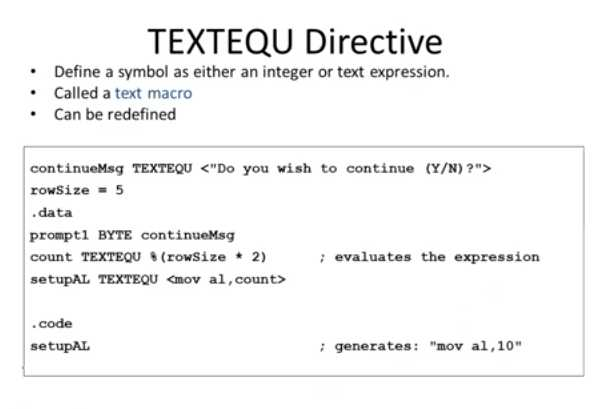 TEXTEQU Directive
• Define a symbol as either an integer or text expression.
• Called a text macro
• Can be redefined
continueMsg TEXTEQU <"Do you wish to continue (Y/N)?">
rowSize = 5
.data
prompt1 BYTE continueMsg
count TEXTEQU %(rowSize * 2) ; evaluates the expression
setupAL TEXTEQU <mov al,count>
.code
setupAL ; generates: "mov al,10"